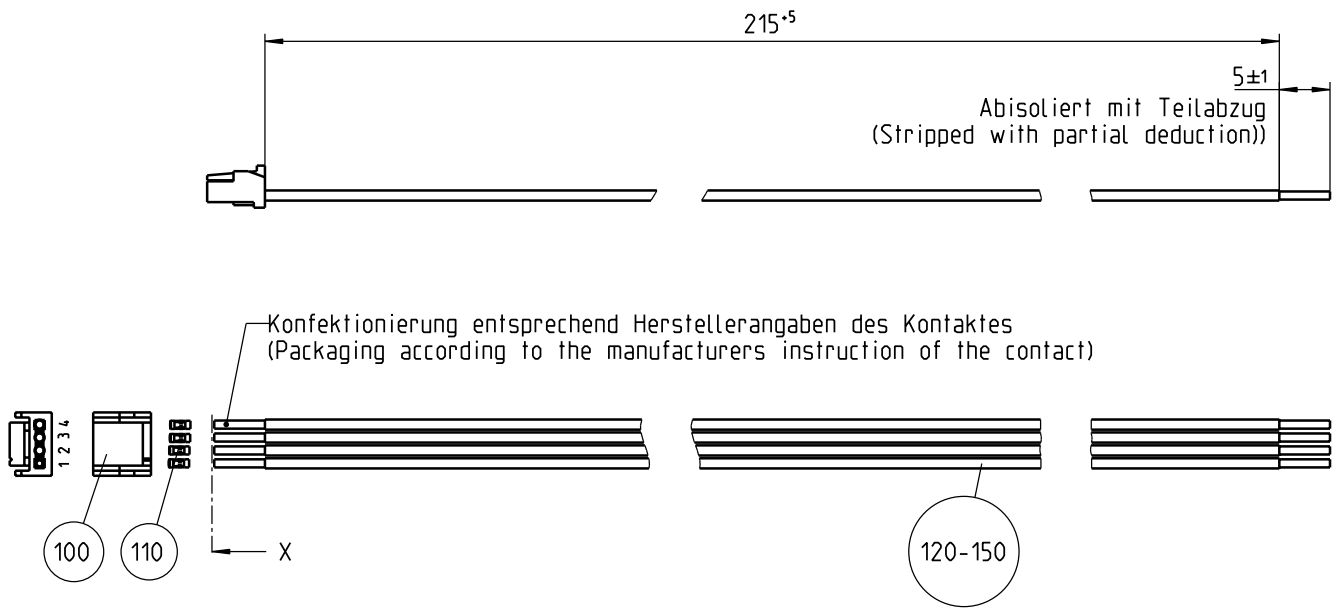 215+5
5±1
Abisoliert mit Teilabzug
(Stripped with partial deduction))
Konfektionierung entsprechend Herstellerangaben des Kontaktes
(Packaging according to the manufacturers instruction of the contact)
1 2 3 4
100
110
X
120-150